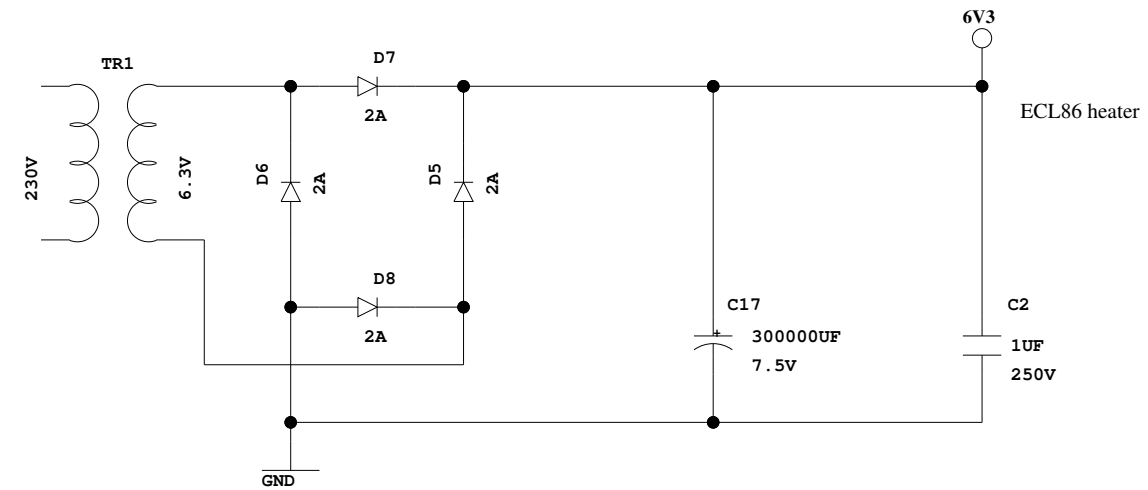 6V3
D7
TR1
2A
ECL86 heater
230V
6.3V
D6
2A
D5
2A
D8
2A
C17
300000UF
7.5V
C2
1UF
250V
+
GND